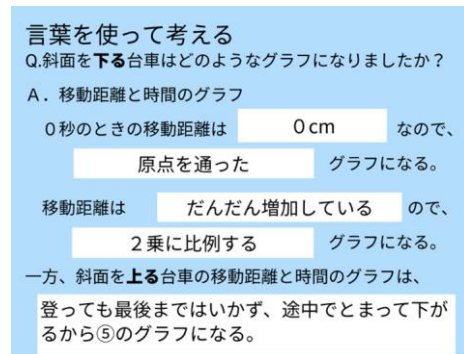 言葉を使って考える
Q.斜面を下る台車はどのようなグラフになりましたか？
A．移動距離と時間のグラフ
０秒のときの移動距離は ０cm なので、
原点を通った グラフになる。
移動距離は だんだん増加している ので、
２乗に比例する グラフになる。
一方、斜面を上る台車の移動距離と時間のグラフは、
登っても最後まではいかず、途中でとまって下が
るから⑤のグラフになる。